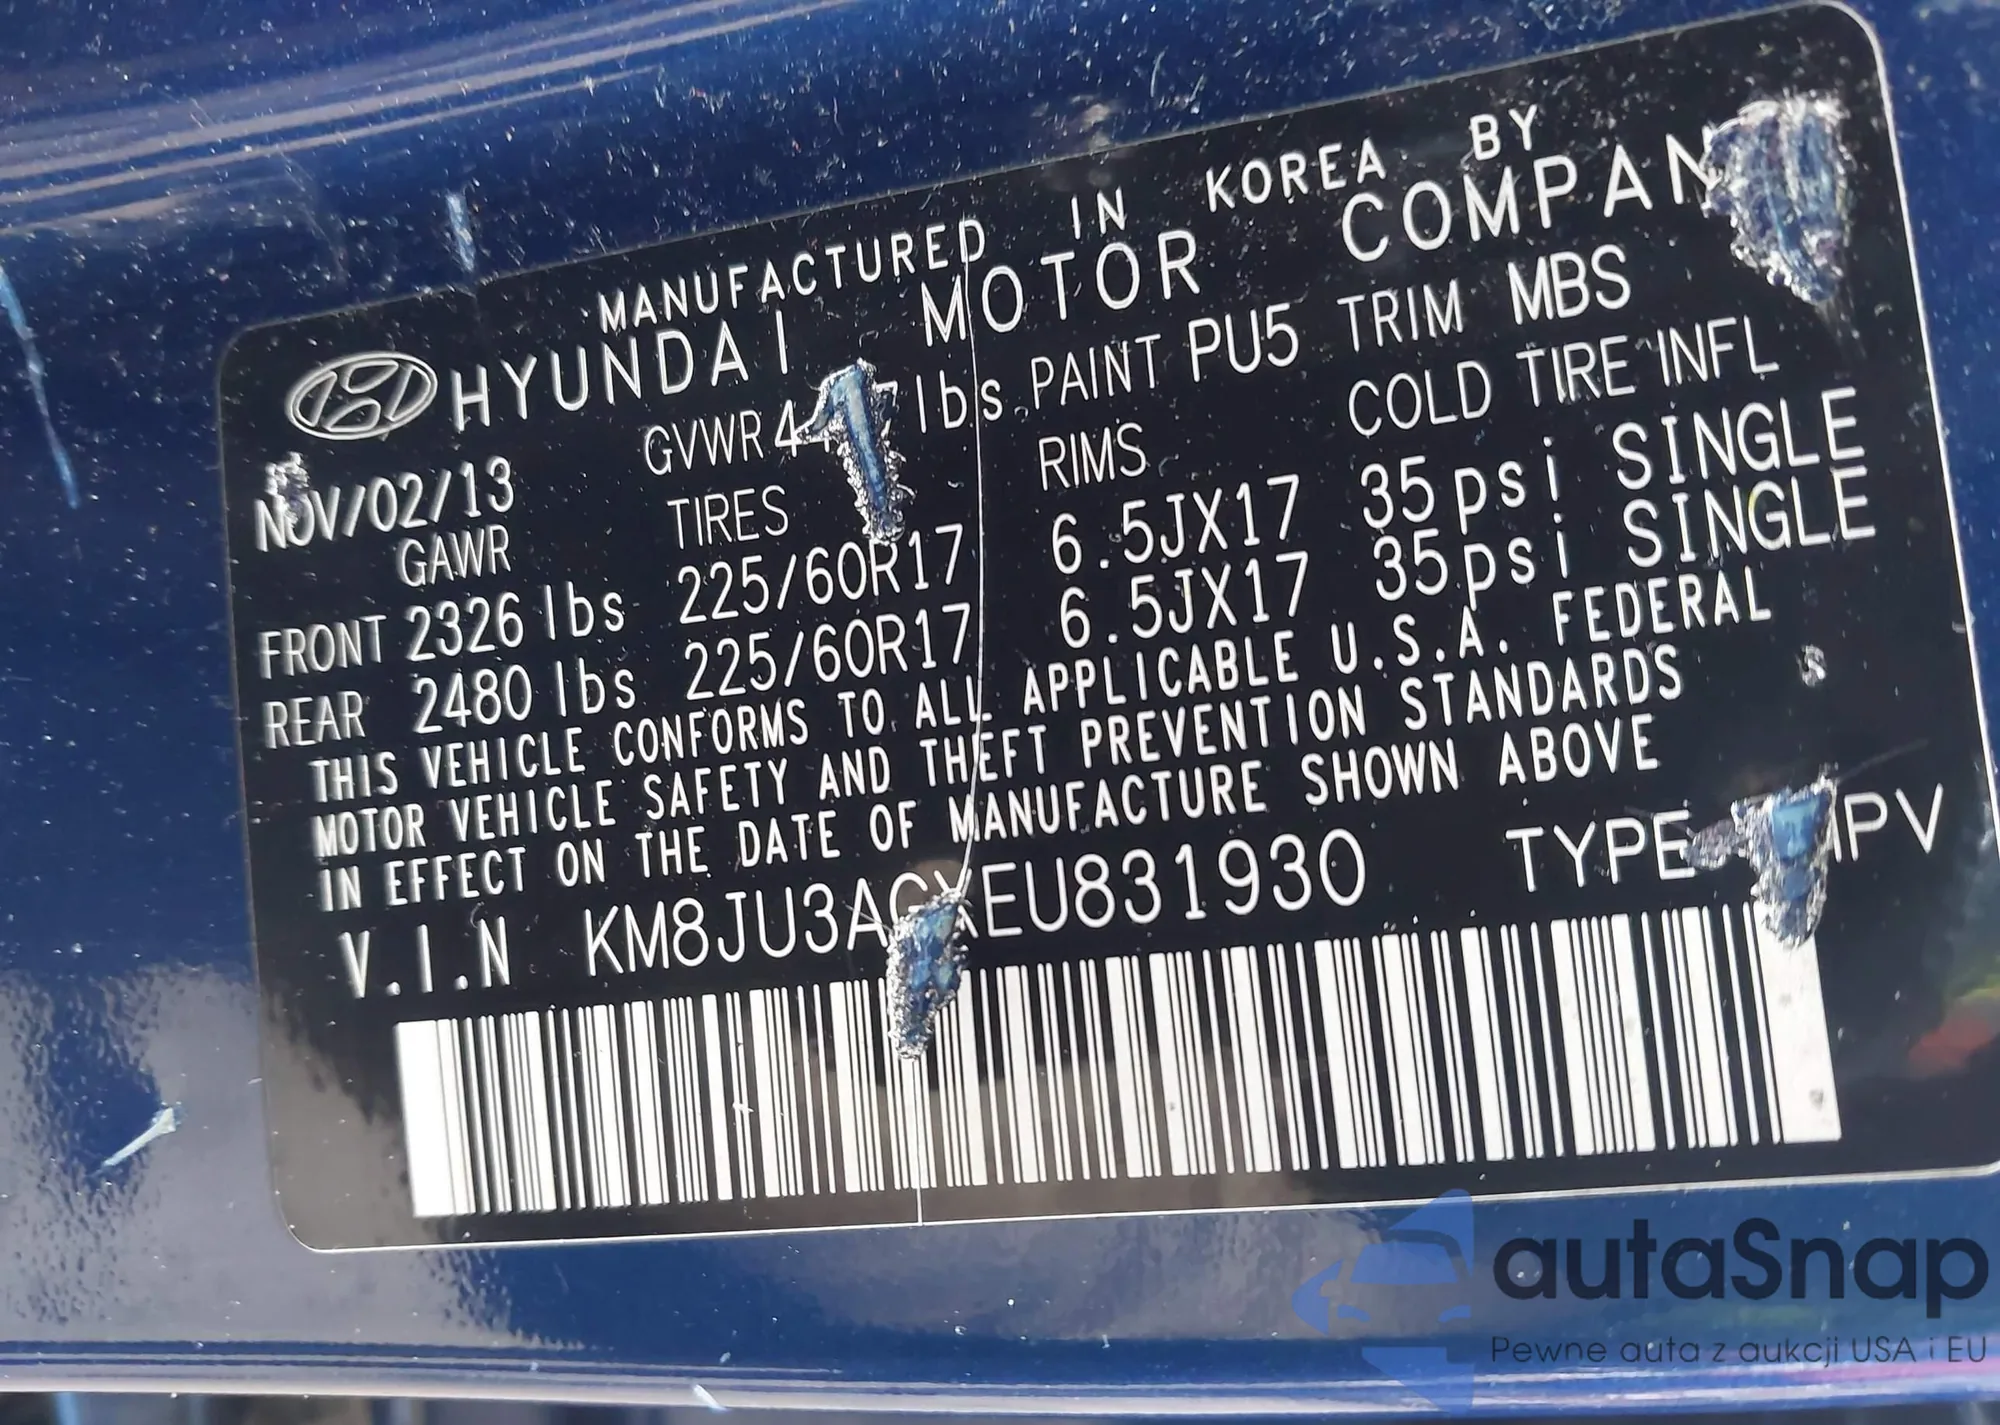 MANUFACTURED IN KOREA BY
HYUNDAI MOTOR
NOV/02/13 GVWR lbs PAINT PU5 TRIM MBS
GAWR TIRES RIMS COLD TIRE INFL
FRONT 2326 lbs 225/60R17 6.5JX17 35psi SINGLE
REAR 2480 lbs 225/60R17 6.5JX17 35psi SINGLE
THIS VEHICLE CONFORMS TO ALL APPLICABLE U.S.A. FEDERAL
MOTOR VEHICLE SAFETY AND THEFT PREVENTION STANDARDS
IN EFFECT ON THE DATE OF MANUFACTURE SHOWN ABOVE
V.I.N TYPE
autaSnap
Pewne auta z aukcji USA i EU